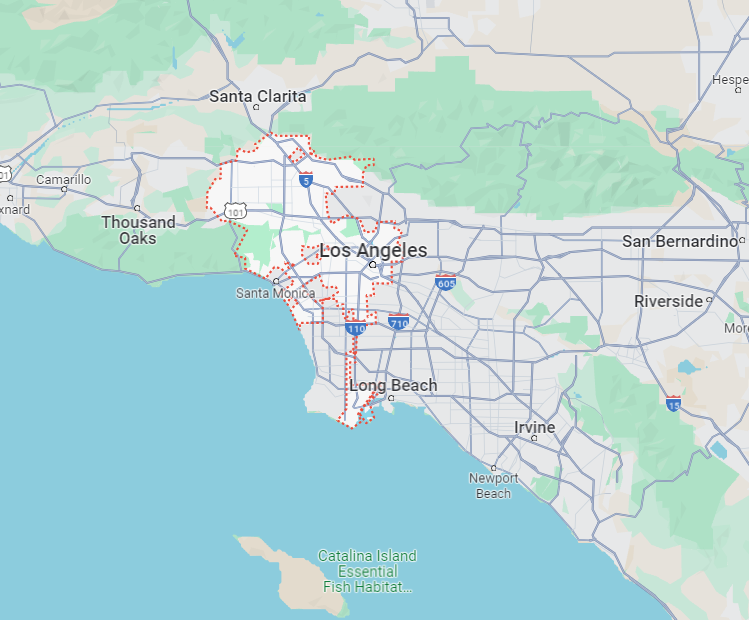 Hespe
Santa Clarita
01
Camarillo
5
xnard
101
Thousand
Oaks
Los Angeles
San Bernardino
605
Santa Monica
Riverside
110
710
Mor
Long Beach
15
Irvine
Newport
Beach
Catalina Island
Essential
Fish Habitat...